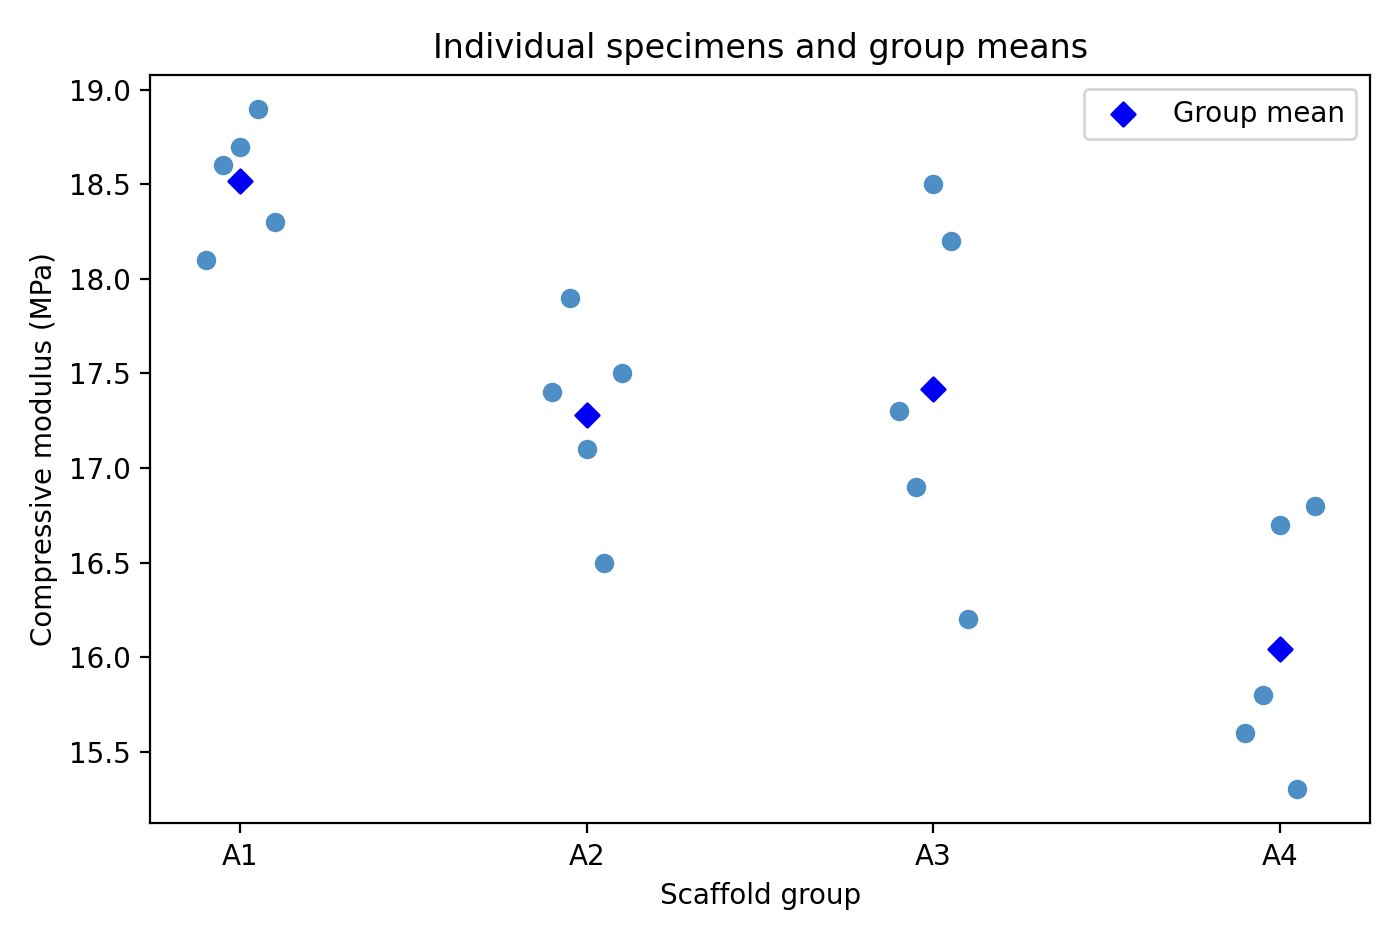 Individual specimens and group means
Group mean
Compressive modulus (MPa)
19.0
18.5
18.0
17.5
17.0
16.5
16.0
15.5
A1 A2 A3 A4
Scaffold group